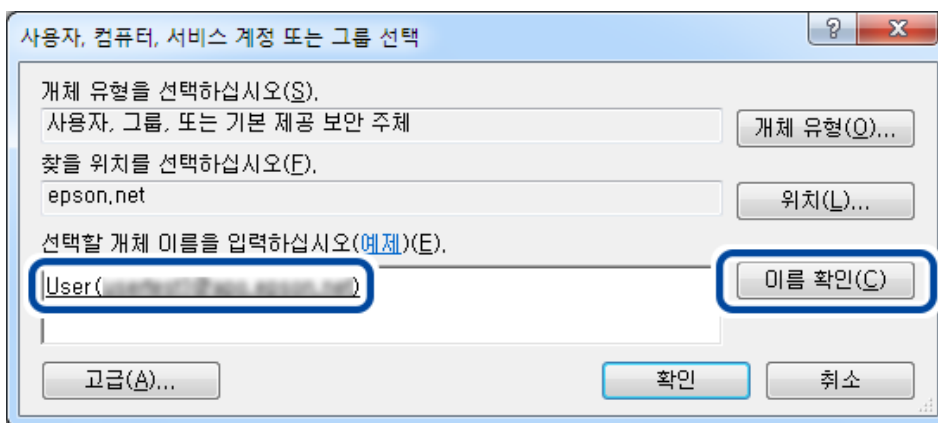 사용자, 컴퓨터, 서비스 계정 또는 그룹 선택
개체 유형을 선택하십시오(S).
사용자, 그룹, 또는 기본 제공 보안 주체
개체 유형(O)...
찾을 위치를 선택하십시오(F).
epson.net
위치(L)...
선택할 개체 이름을 입력하십시오(예제)(E).
User( )
이름 확인(C)
고급(A)...
확인
취소